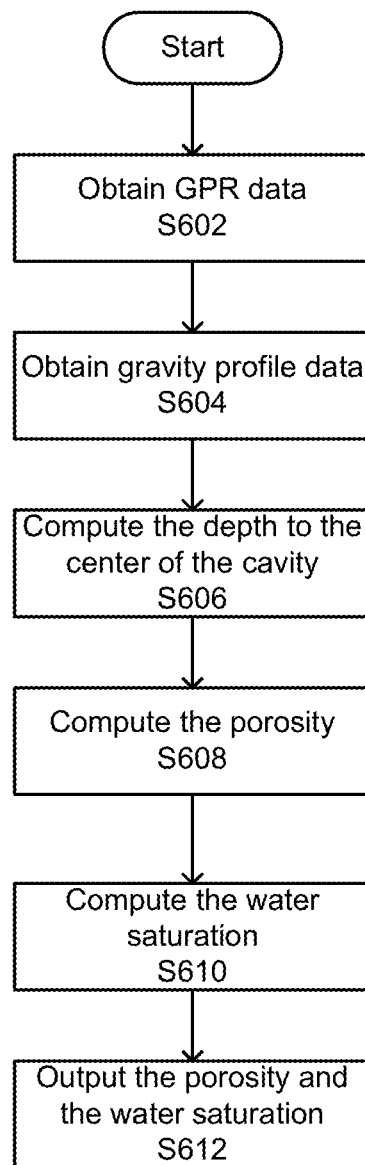 Start
Obtain GPR data
S602
Obtain gravity profile data
S604
Compute the depth to the
center of the cavity
S606
Compute the porosity
S608
Compute the water
saturation
S610
Output the porosity and
the water saturation
S612